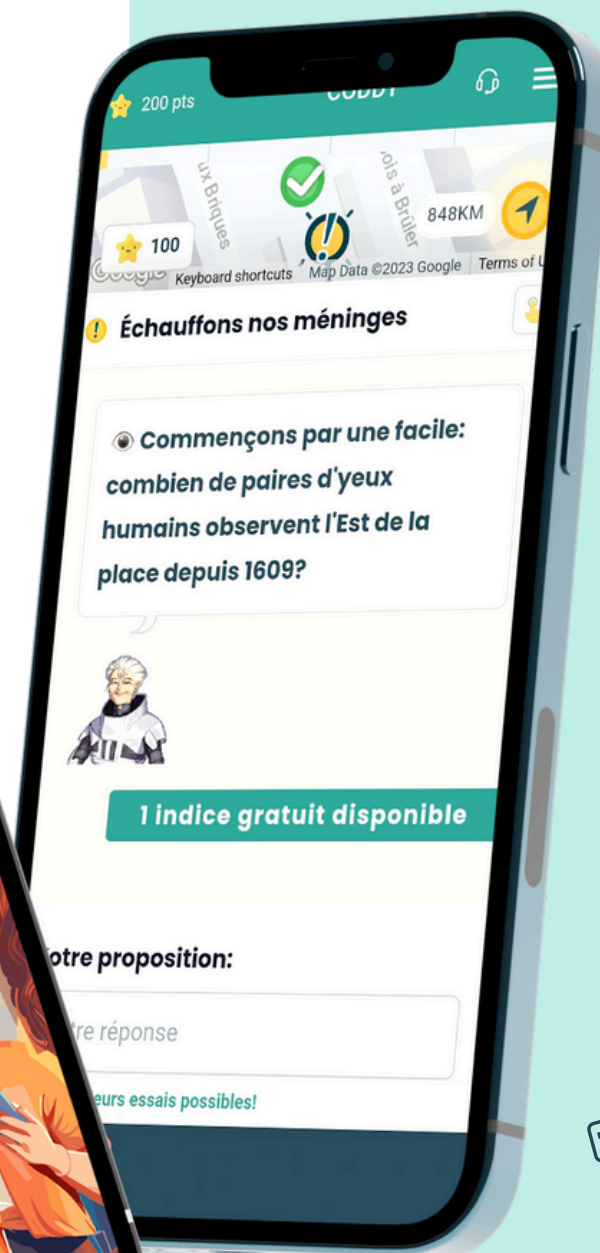 200 pts
CODDY
ux Briques
ois à Brûler
848KM
100
Google
Keyboard shortcuts
Map Data ©2023 Google
Terms of U
Échauffons nos méninges
Commençons par une facile:
combien de paires d'yeux
humains observent l'Est de la
place depuis 1609?
1 indice gratuit disponible
otre proposition:
tre réponse
eurs essais possibles!